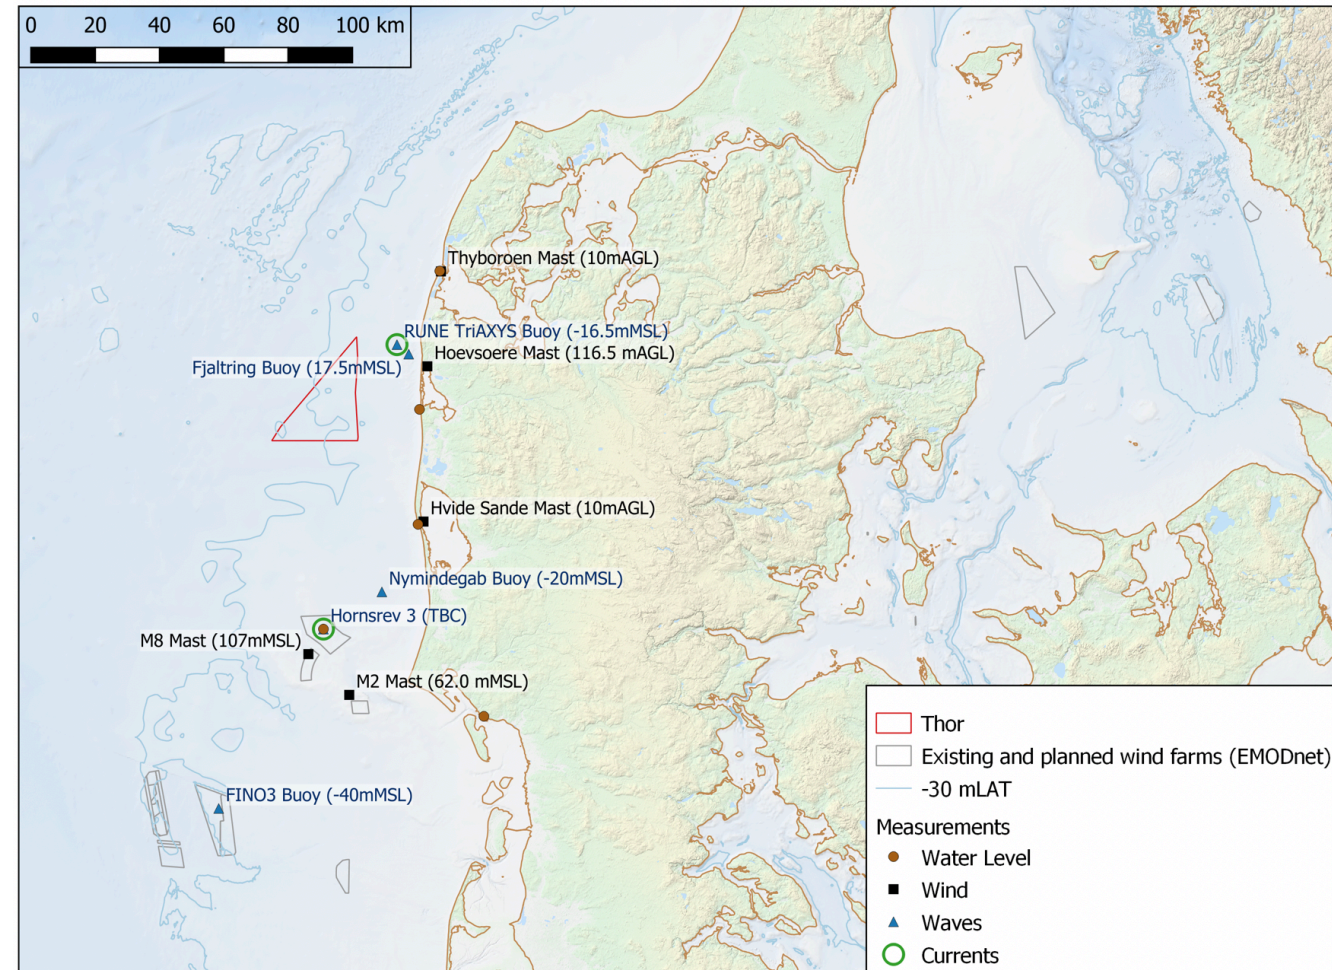 0 20 40 60 80 100 km
Thyboroen Mast (10mAGL)
RUNE TriAXYS Buoy (-16.5mMSL)
Hoevsoere Mast (116.5 mAGL)
Fjaltring Buoy (17.5mMSL)
Hvide Sande Mast (10mAGL)
Nymindegab Buoy (-20mMSL)
Hornsrev 3 (TBC)
M8 Mast (107mMSL)
M2 Mast (62.0 mMSL)
FINO3 Buoy (-40mMSL)
Thor
Existing and planned wind farms (EMODnet)
-30 mLAT
Measurements
Water Level
Wind
Waves
Currents